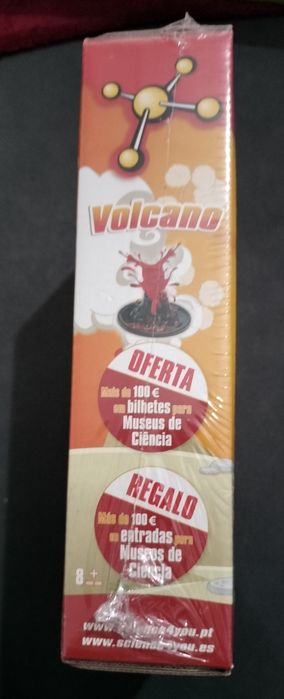 Volcano
OFERTA
Mais de 100 €
em bilhetes para
Museus de
Ciência
REGALO
Más de 100 €
en entradas para
Museos de
Ciencia
8 +
www.science4you.pt
www.science4you.es